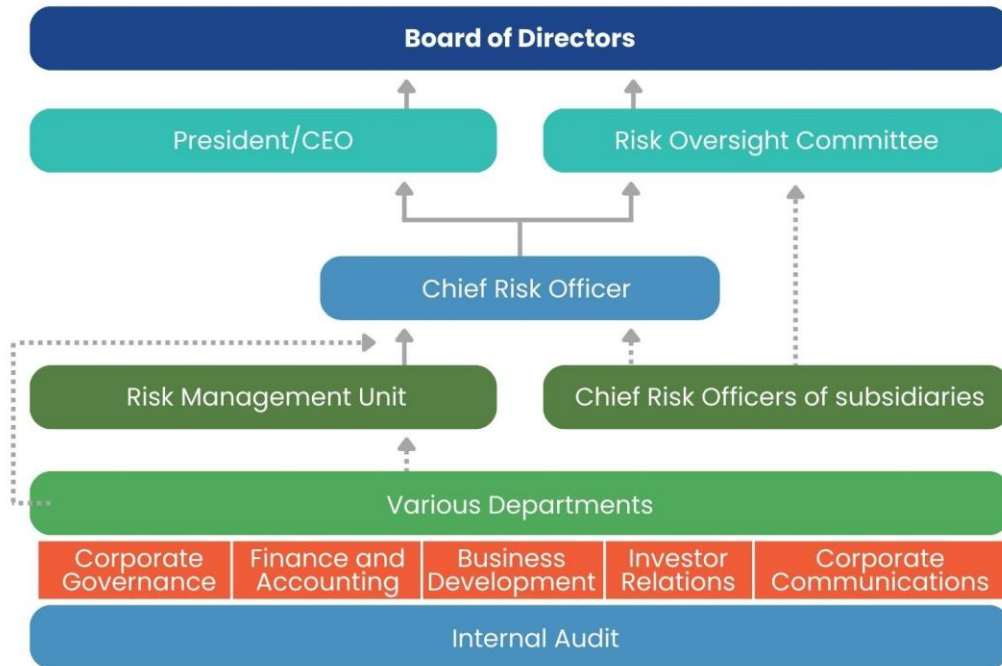 Board of Directors
President/CEO
Risk Oversight Committee
Chief Risk Officer
Risk Management Unit
Chief Risk Officers of subsidiaries
Various Departments
Corporate
Governance
Finance and
Accounting
Business
Development
Investor
Relations
Corporate
Communications
Internal Audit